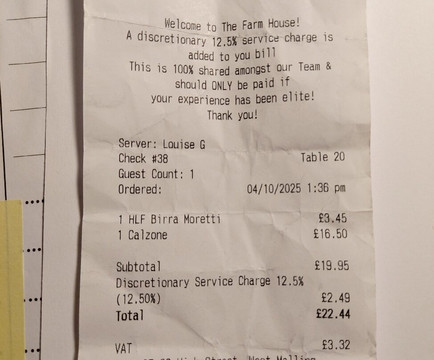 Welcome to The Farm House!
A discretionary 12.5% service charge is
added to you bill
This is 100% shared amongst our Team &
should ONLY be paid if
your experience has been elite!
Thank you!
Server: Louise G
Check #38 Table 20
Guest Count: 1
Ordered: 04/10/2025 1:36 pm
1 HLF Birra Moretti £3.45
1 Calzone £16.50
Subtotal £19.95
Discretionary Service Charge 12.5%
(12.50%) £2.49
Total £22.44
VAT £3.32
High Street, West Malling